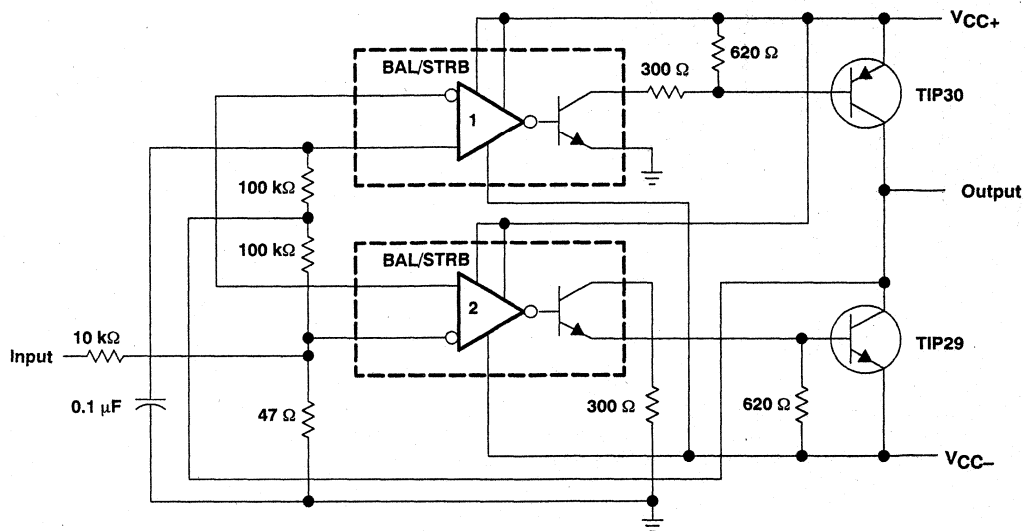 VCC+
BAL/STRB
620 Ω
300 Ω
1
TIP30
100 kΩ
Output
100 kΩ
BAL/STRB
2
10 kΩ
Input
TIP29
0.1 μF
47 Ω
300 Ω
620 Ω
VCC–